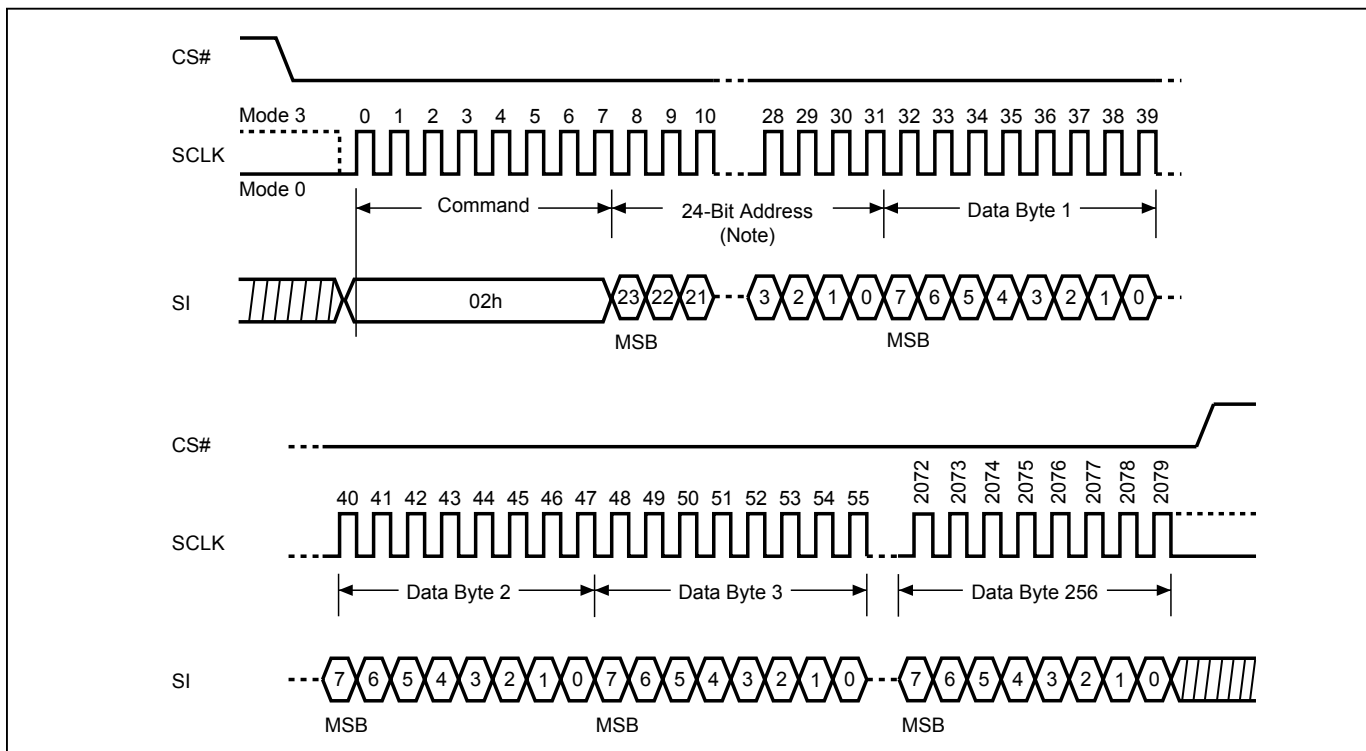 CS#
Mode 3
0 1 2 3 4 5 6 7 8 9 10 28 29 30 31 32 33 34 35 36 37 38 39
SCLK
Mode 0
Command
24-Bit Address
(Note)
Data Byte 1
SI
02h
23 22 21 3 2 1 0 7 6 5 4 3 2 1 0
MSB MSB
CS#
40 41 42 43 44 45 46 47 48 49 50 51 52 53 54 55 2072 2073 2074 2075 2076 2077 2078 2079
SCLK
Data Byte 2 Data Byte 3 Data Byte 256
SI
7 6 5 4 3 2 1 0 7 6 5 4 3 2 1 0 7 6 5 4 3 2 1 0
MSB MSB MSB